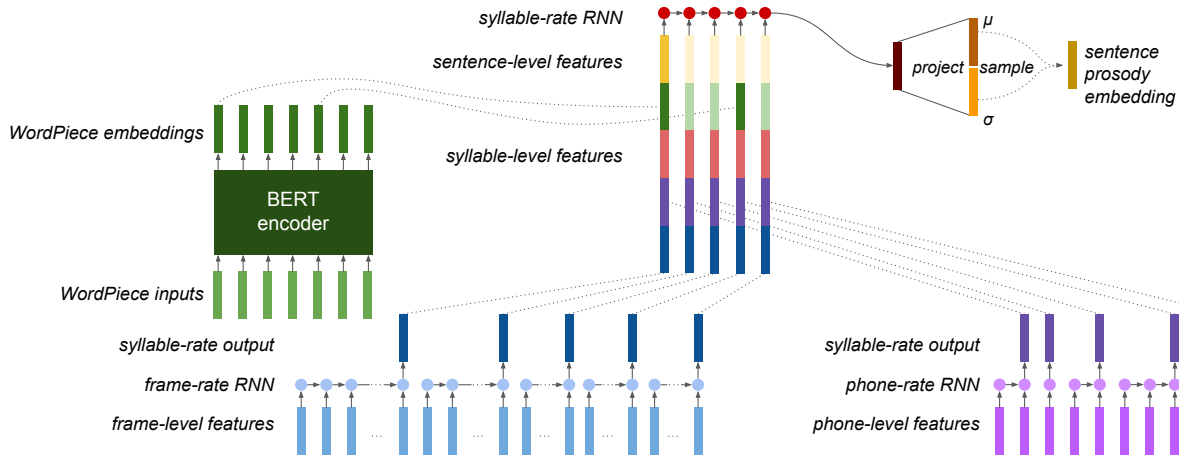 syllable-rate RNN
μ
sentence-level features
project
sample
sentence
prosody
embedding
σ
WordPiece embeddings
syllable-level features
BERT
encoder
WordPiece inputs
syllable-rate output
syllable-rate output
frame-rate RNN
phone-rate RNN
frame-level features
... ... ... ... ...
phone-level features